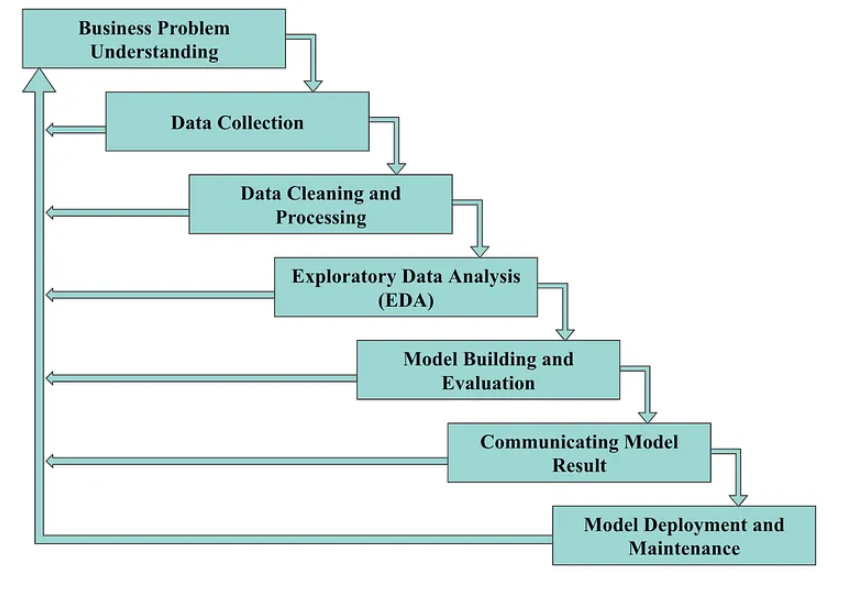 Business Problem
Understanding
Data Collection
Data Cleaning and
Processing
Exploratory Data Analysis
(EDA)
Model Building and
Evaluation
Communicating Model
Result
Model Deployment and
Maintenance